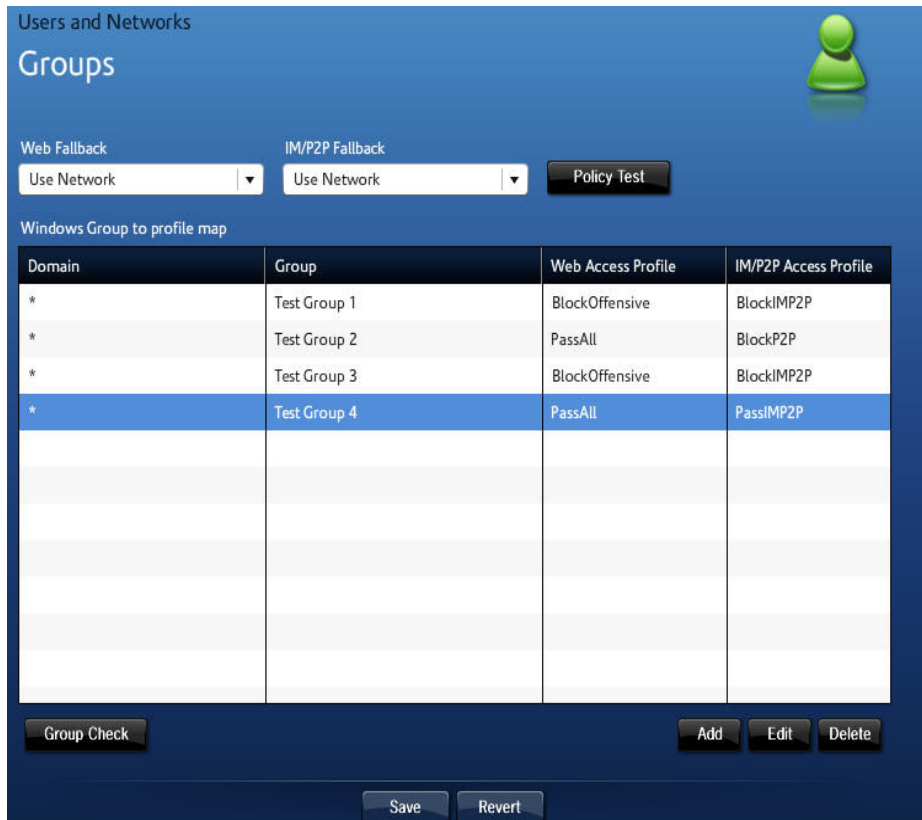 Users and Networks
Groups
Web Fallback IM/P2P Fallback
Use Network Use Network Policy Test
Windows Group to profile map
Domain Group Web Access Profile IM/P2P Access Profile
* Test Group 1 BlockOffensive BlockIMP2P
* Test Group 2 PassAll BlockP2P
* Test Group 3 BlockOffensive BlockIMP2P
* Test Group 4 PassAll PassIMP2P
Group Check Add Edit Delete
Save Revert